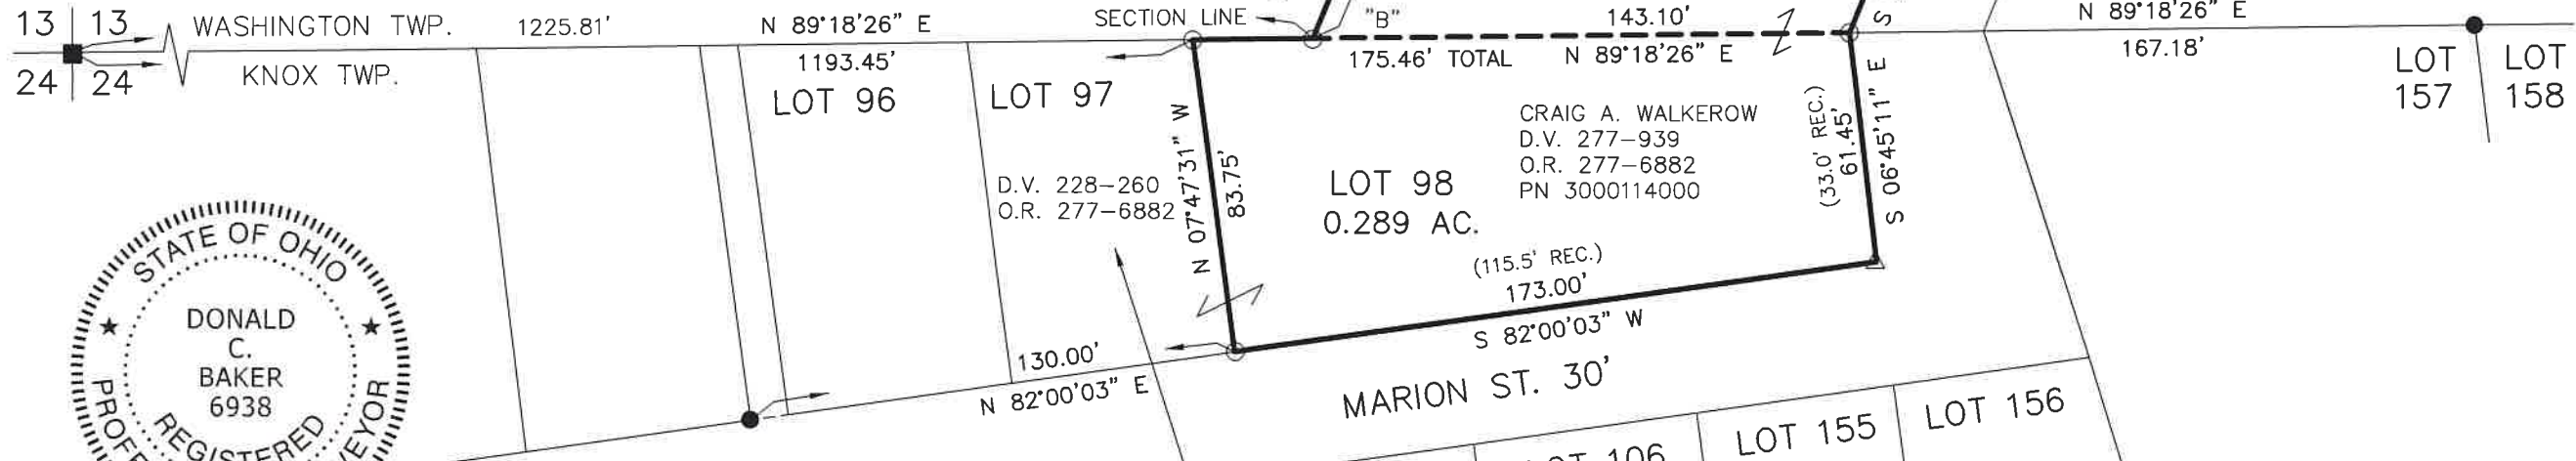 13 13
24 24
WASHINGTON TWP.
KNOX TWP.
1225.81'
N 89°18'26" E
1193.45'
SECTION LINE
"B"
143.10'
175.46' TOTAL N 89°18'26" E
N 89°18'26" E
167.18'
LOT 96
LOT 97
LOT 157
LOT 158
D.V. 228-260
O.R. 277-6882
N 07°47'31" W
83.75'
LOT 98
0.289 AC.
CRAIG A. WALKEROW
D.V. 277-939
O.R. 277-6882
PN 3000114000
(33.0' REC.)
61.45'
S 06°45'11" E
S
(115.5' REC.)
173.00'
S 82°00'03" W
130.00'
N 82°00'03" E
MARION ST. 30'
106
LOT 155
LOT 156
STATE OF OHIO
DONALD
C.
BAKER
6938
REGISTERED